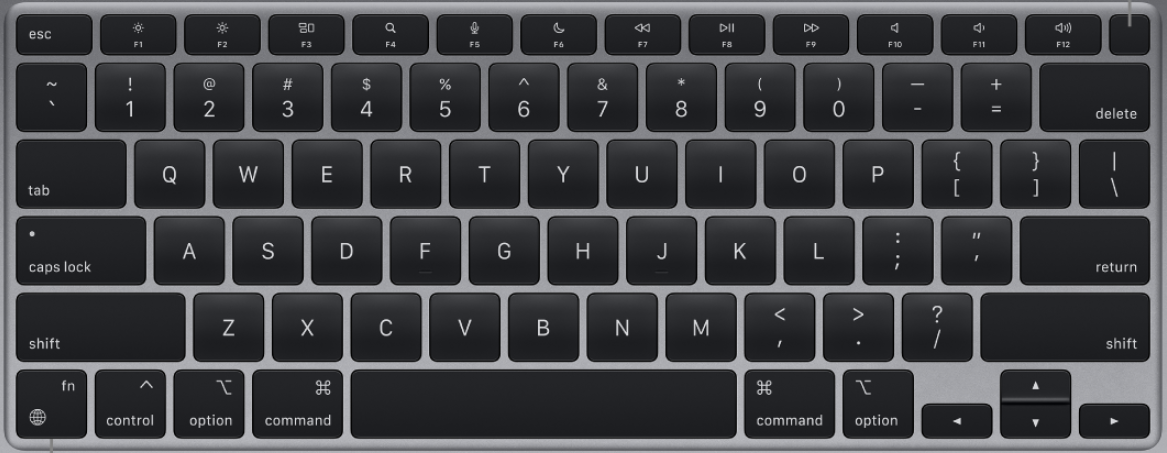 esc F1 F2 F3 F4 F5 F6 F7 F8 F9 F10 F11 F12
~ ! @ # $ % ^ & * ( ) — +
` 1 2 3 4 5 6 7 8 9 0 - = delete
tab Q W E R T Y U I O P { [ } ] | \
caps lock A S D F G H J K L : ; " ' return
shift Z X C V B N M < , > . ? / shift
fn ^ ⌥ ⌘ ⌘ ⌥ ▲
control option command command option ◄ ▼ ►